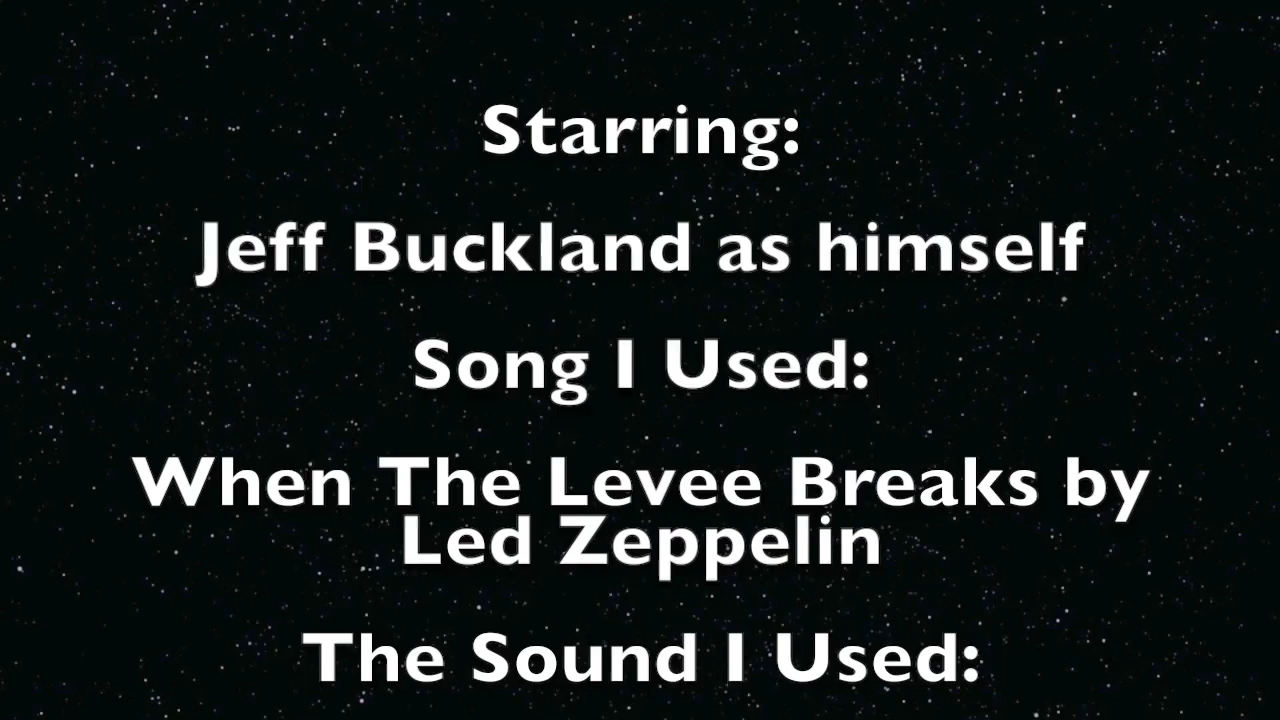 Starring:
Jeff Buckland as himself
Song I Used:
When The Levee Breaks by
Led Zeppelin
The Sound I Used: